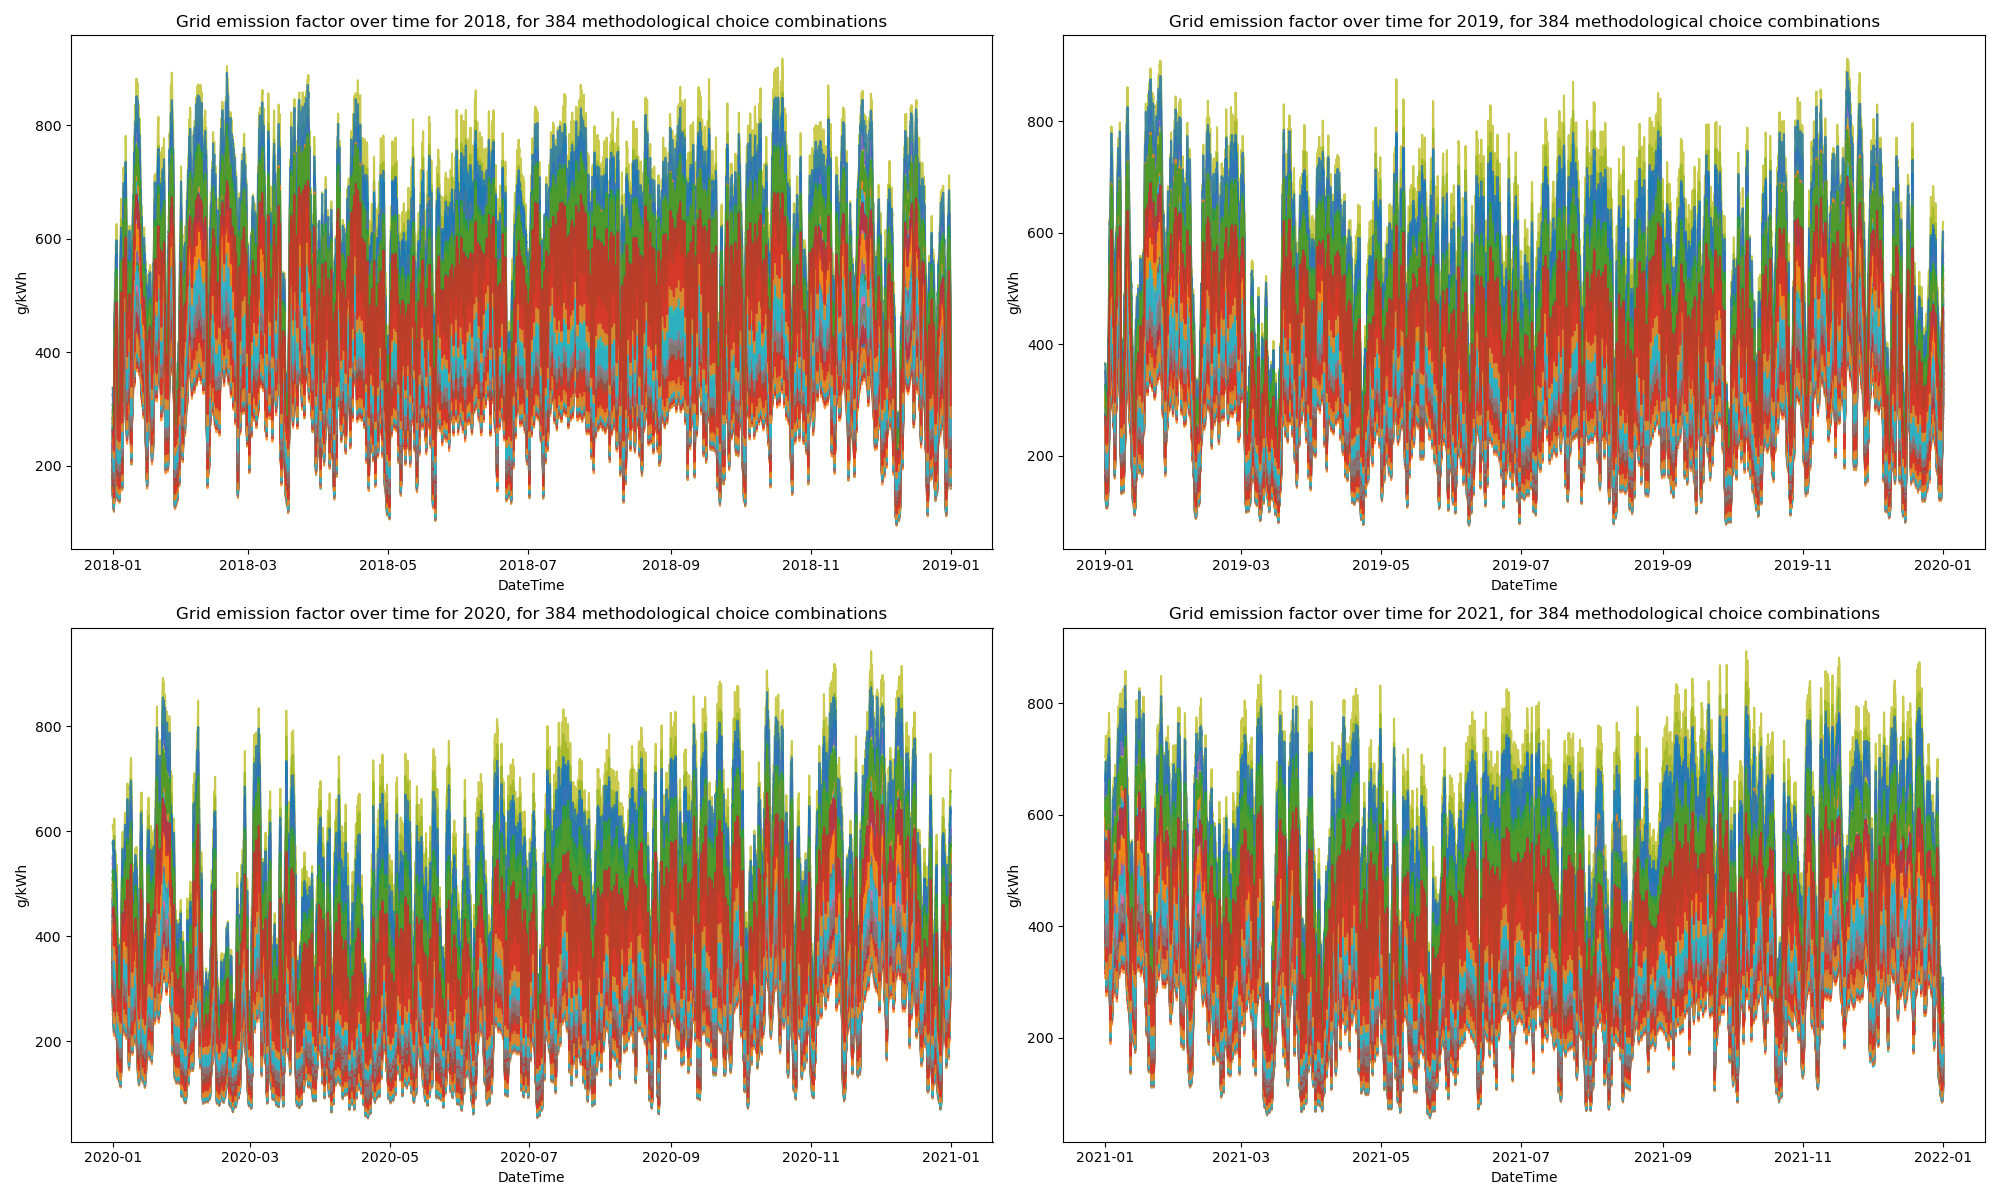 Grid emission factor over time for 2018, for 384 methodological choice combinations
g/kWh
800
600
400
200
2018-01 2018-03 2018-05 2018-07 2018-09 2018-11 2019-01
DateTime
Grid emission factor over time for 2019, for 384 methodological choice combinations
g/kWh
800
600
400
200
2019-01 2019-03 2019-05 2019-07 2019-09 2019-11 2020-01
DateTime
Grid emission factor over time for 2020, for 384 methodological choice combinations
g/kWh
800
600
400
200
2020-01 2020-03 2020-05 2020-07 2020-09 2020-11 2021-01
DateTime
Grid emission factor over time for 2021, for 384 methodological choice combinations
g/kWh
800
600
400
200
2021-01 2021-03 2021-05 2021-07 2021-09 2021-11 2022-01
DateTime